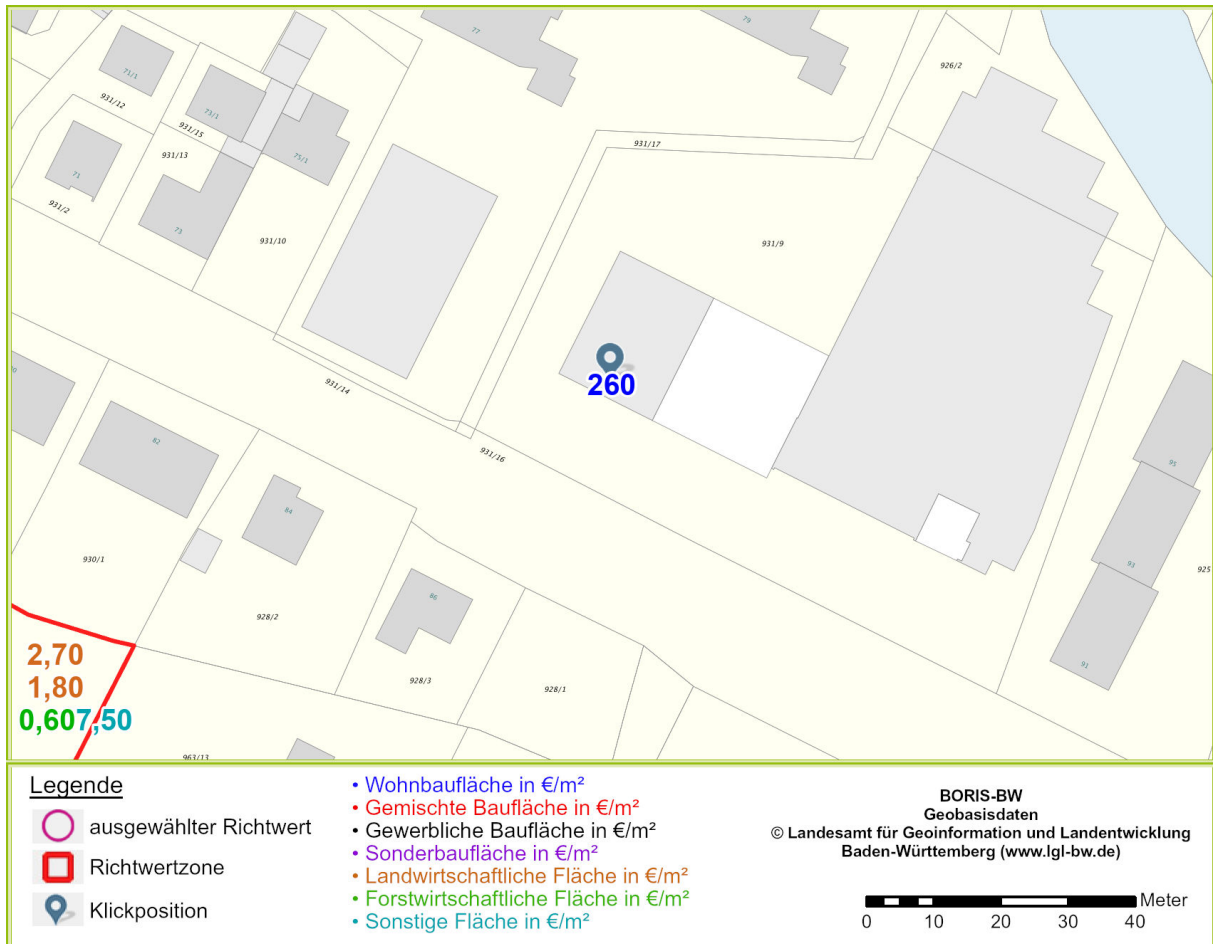 77
79
71/1
926/2
931/12
73/1
931/15
931/17
75/1
931/13
71
931/2
73
931/10
931/9
260
931/14
82
931/16
95
84
930/1
93
925
86
928/2
928/3
928/1
91
2,70
1,80
0,607,50
963/13
Legende
ausgewählter Richtwert
Richtwertzone
Klickposition
• Wohnbaufläche in €/m²
• Gemischte Baufläche in €/m²
• Gewerbliche Baufläche in €/m²
• Sonderbaufläche in €/m²
• Landwirtschaftliche Fläche in €/m²
• Forstwirtschaftliche Fläche in €/m²
• Sonstige Fläche in €/m²
BORIS-BW
Geobasisdaten
© Landesamt für Geoinformation und Landentwicklung
Baden-Württemberg (www.lgl-bw.de)
Meter
0 10 20 30 40